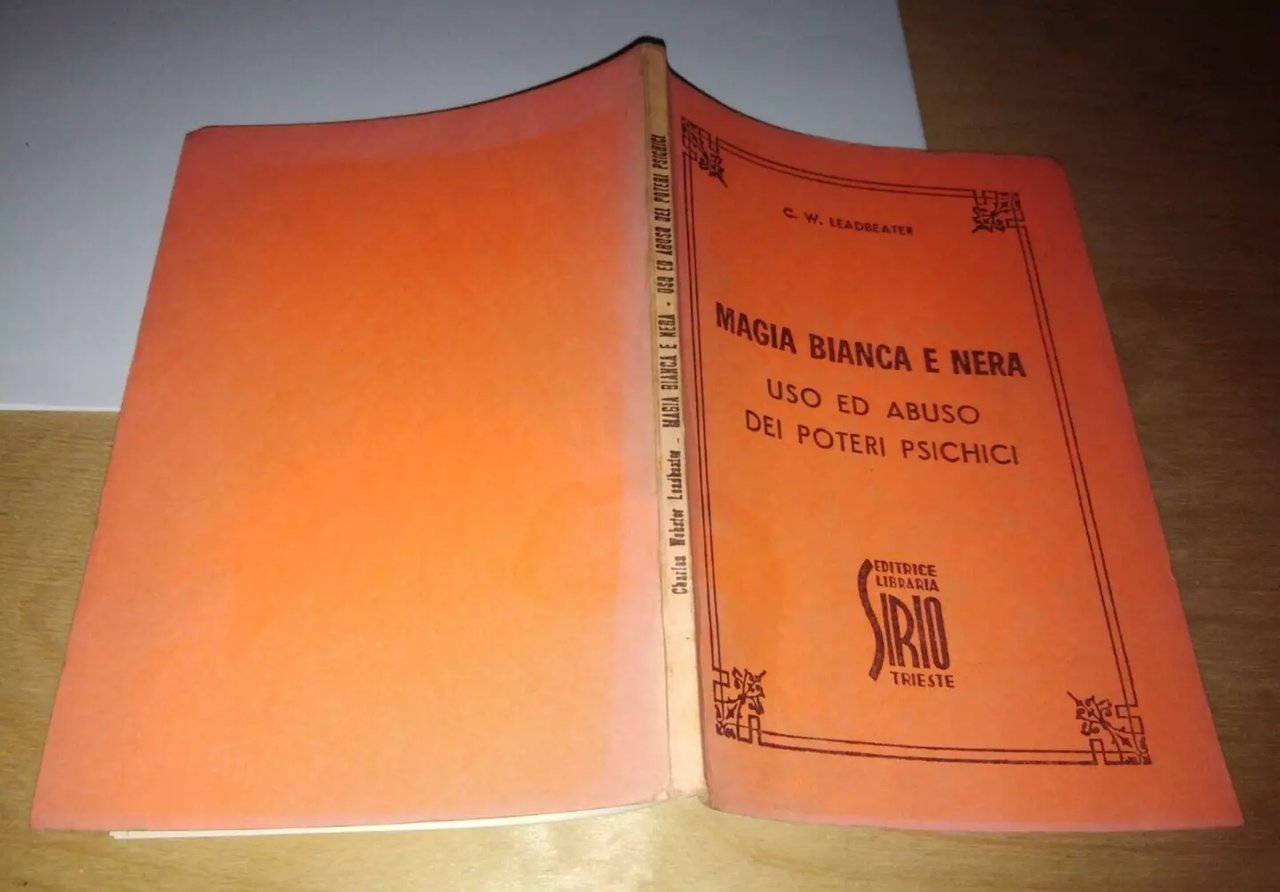 C. W. LEADBEATER
MAGIA BIANCA E NERA
USO ED ABUSO
DEI POTERI PSICHICI
EDITRICE
LIBRARIA
SIRIO
TRIESTE
Charles Webster Leadbeater - MAGIA BIANCA E NERA - USO ED ABUSO DEI POTERI PSICHICI